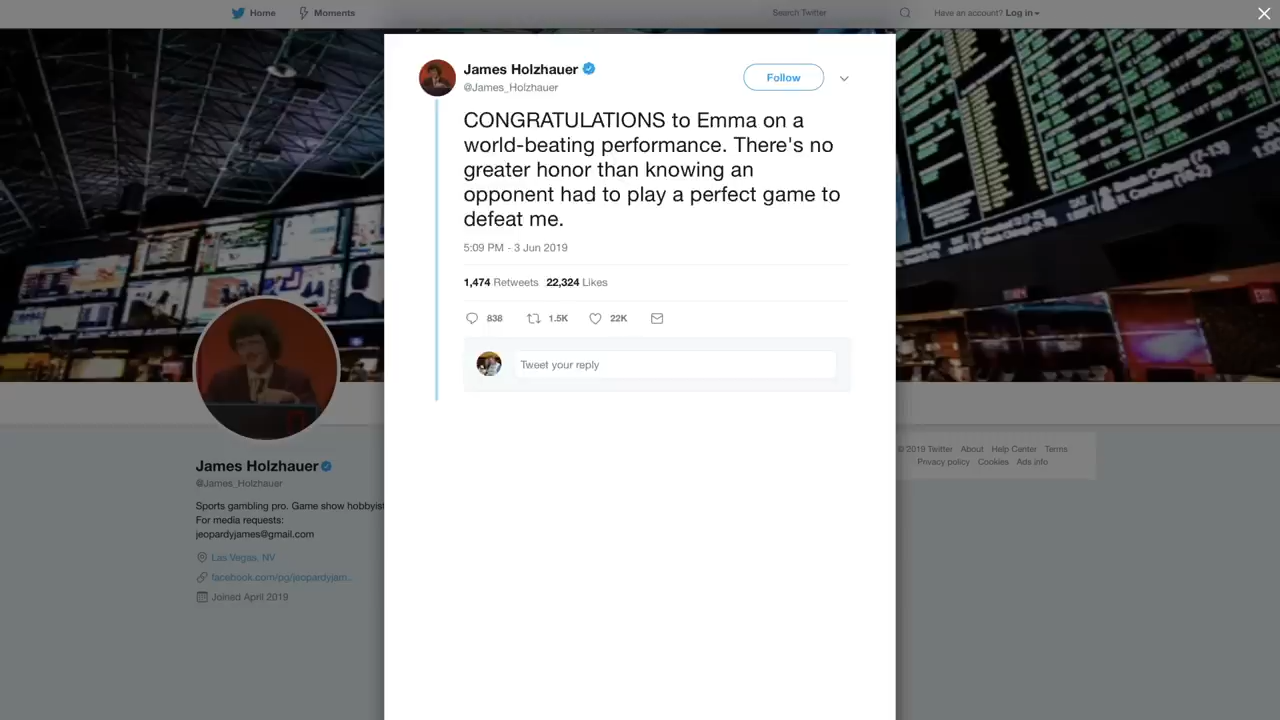 Home
Moments
Search Twitter
Have an account? Log in
James Holzhauer
@James_Holzhauer
Follow
CONGRATULATIONS to Emma on a
world-beating performance. There's no
greater honor than knowing an
opponent had to play a perfect game to
defeat me.
5:09 PM - 3 Jun 2019
1,474 Retweets 22,324 Likes
838 1.5K 22K
Tweet your reply
James Holzhauer
@James_Holzhauer
Sports gambling pro. Game show hobbyist
For media requests:
jeopardyjames@gmail.com
Las Vegas, NV
facebook.com/pg/jeopardyjam...
Joined April 2019
© 2019 Twitter About Help Center Terms
Privacy policy Cookies Ads info